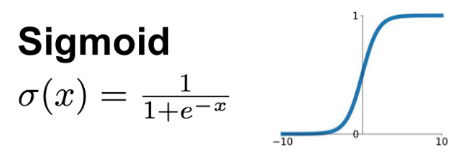 Sigmoid
σ(x) = 1/(1+e^{-x})
1
0
-10
10